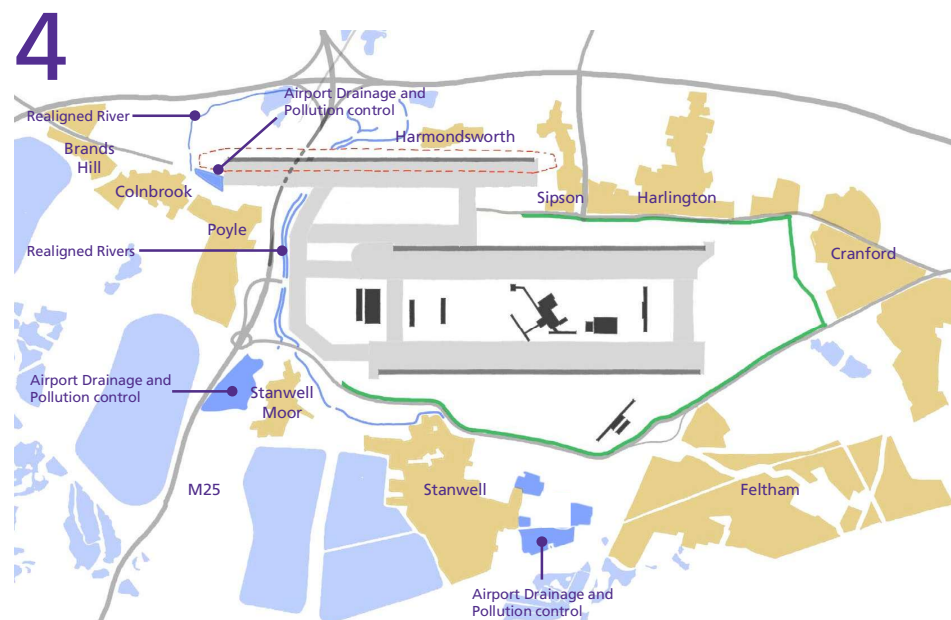 4
Airport Drainage and
Pollution control
Realigned River
Harmondsworth
Brands
Hill
Colnbrook
Sipson
Harlington
Poyle
Realigned Rivers
Cranford
Airport Drainage and
Pollution control
Stanwell
Moor
M25
Stanwell
Feltham
Airport Drainage and
Pollution control